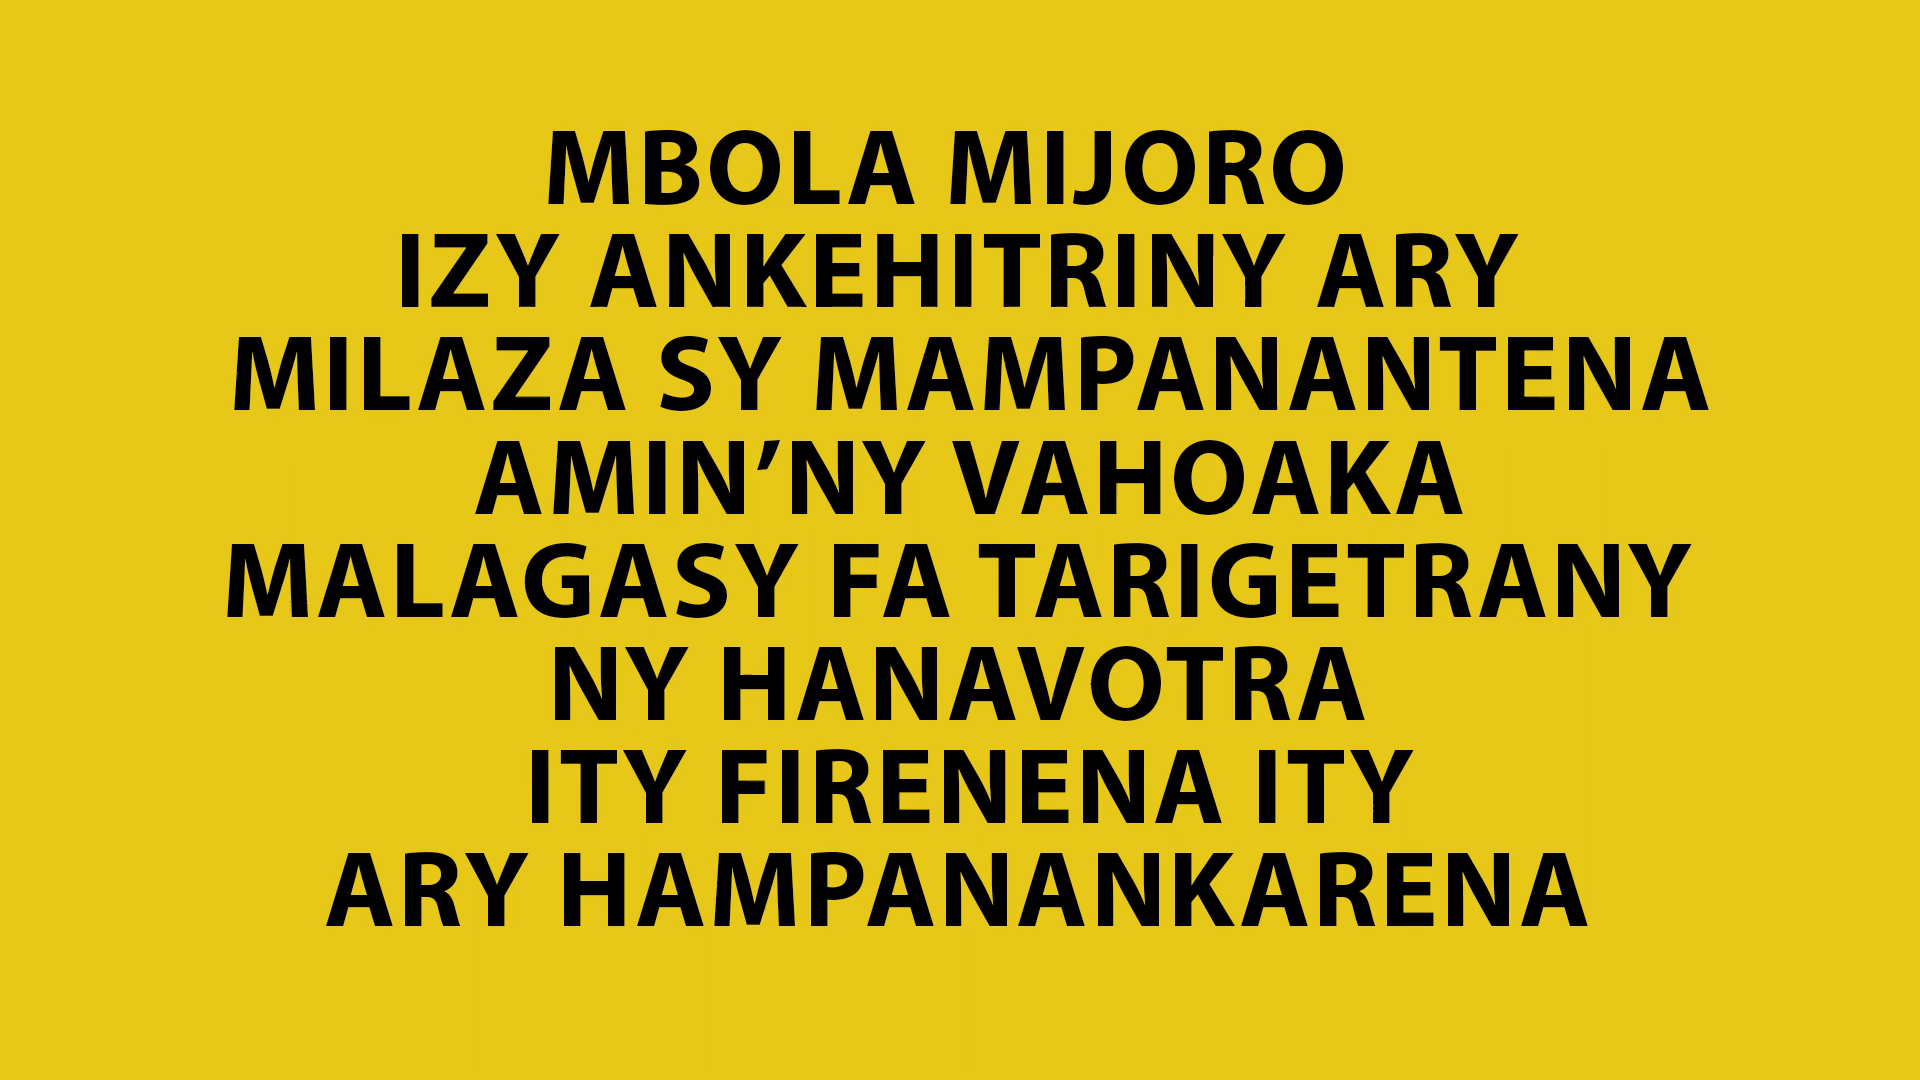 MBOLA MIJORO
IZY ANKEHITRINY ARY
MILAZA SY MAMPANANTENA
AMIN’NY VAHOAKA
MALAGASY FA TARIGETRANY
NY HANAVOTRA
ITY FIRENENA ITY
ARY HAMPANANKARENA